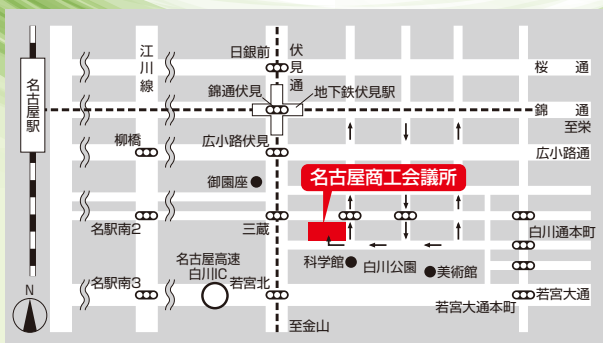 江川線
日銀前
伏見通
桜通
名古屋駅
錦通伏見
地下鉄伏見駅
錦通
至栄
柳橋
広小路伏見
広小路通
御園座
名古屋商工会議所
名駅南2
三蔵
白川通本町
名古屋高速
白川IC
科学館
白川公園
美術館
N
名駅南3
若宮北
若宮大通
若宮大通本町
至金山